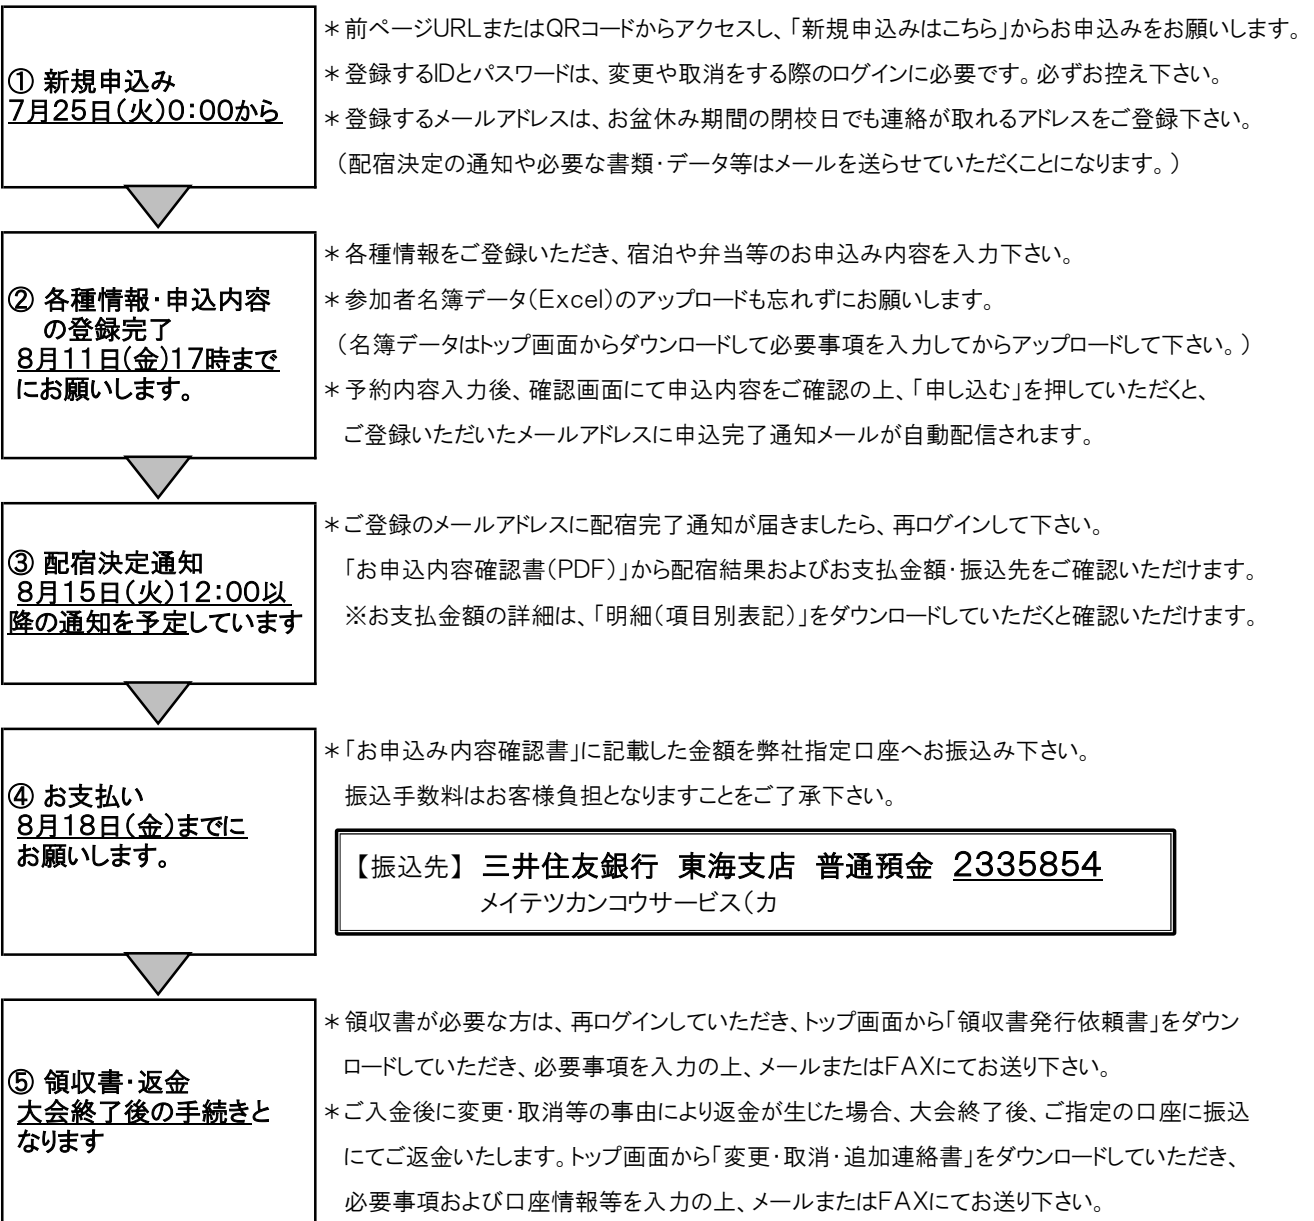 ① 新規申込み
7月25日(火)0:00から
＊前ページURLまたはQRコードからアクセスし、「新規申込みはこちら」からお申込みをお願いします。
＊登録するIDとパスワードは、変更や取消をする際のログインに必要です。必ずお控え下さい。
＊登録するメールアドレスは、お盆休み期間の閉校日でも連絡が取れるアドレスをご登録下さい。
（配宿決定の通知や必要な書類・データ等はメールを送らせていただくことになります。）
② 各種情報・申込内容
の登録完了
8月11日(金)17時まで
にお願いします。
＊各種情報をご登録いただき、宿泊や弁当等のお申込み内容を入力下さい。
＊参加者名簿データ(Excel)のアップロードも忘れずにお願いします。
（名簿データはトップ画面からダウンロードして必要事項を入力してからアップロードして下さい。）
＊予約内容入力後、確認画面にて申込内容をご確認の上、「申し込む」を押していただくと、
ご登録いただいたメールアドレスに申込完了通知メールが自動配信されます。
③ 配宿決定通知
8月15日(火)12:00以
降の通知を予定しています
＊ご登録のメールアドレスに配宿完了通知が届きましたら、再ログインして下さい。
「お申込内容確認書(PDF)」から配宿結果およびお支払金額・振込先をご確認いただけます。
※お支払金額の詳細は、「明細(項目別表記)」をダウンロードしていただくと確認いただけます。
④ お支払い
8月18日(金)までに
お願いします。
＊「お申込み内容確認書」に記載した金額を弊社指定口座へお振込み下さい。
振込手数料はお客様負担となりますことをご了承下さい。
【振込先】 三井住友銀行 東海支店 普通預金 2335854
メイテツカンコウサービス(カ
⑤ 領収書・返金
大会終了後の手続きと
なります
＊領収書が必要な方は、再ログインしていただき、トップ画面から「領収書発行依頼書」をダウン
ロードしていただき、必要事項を入力の上、メールまたはFAXにてお送り下さい。
＊ご入金後に変更・取消等の事由により返金が生じた場合、大会終了後、ご指定の口座に振込
にてご返金いたします。トップ画面から「変更・取消・追加連絡書」をダウンロードしていただき、
必要事項および口座情報等を入力の上、メールまたはFAXにてお送り下さい。